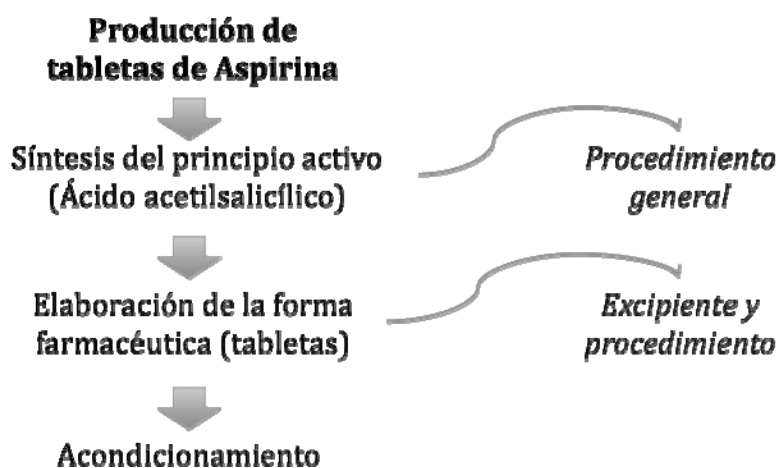 Producción de
tabletas de Aspirina
Síntesis del principio activo
(Ácido acetilsalicílico)
Procedimiento
general
Elaboración de la forma
farmacéutica (tabletas)
Excipiente y
procedimiento
Acondicionamiento